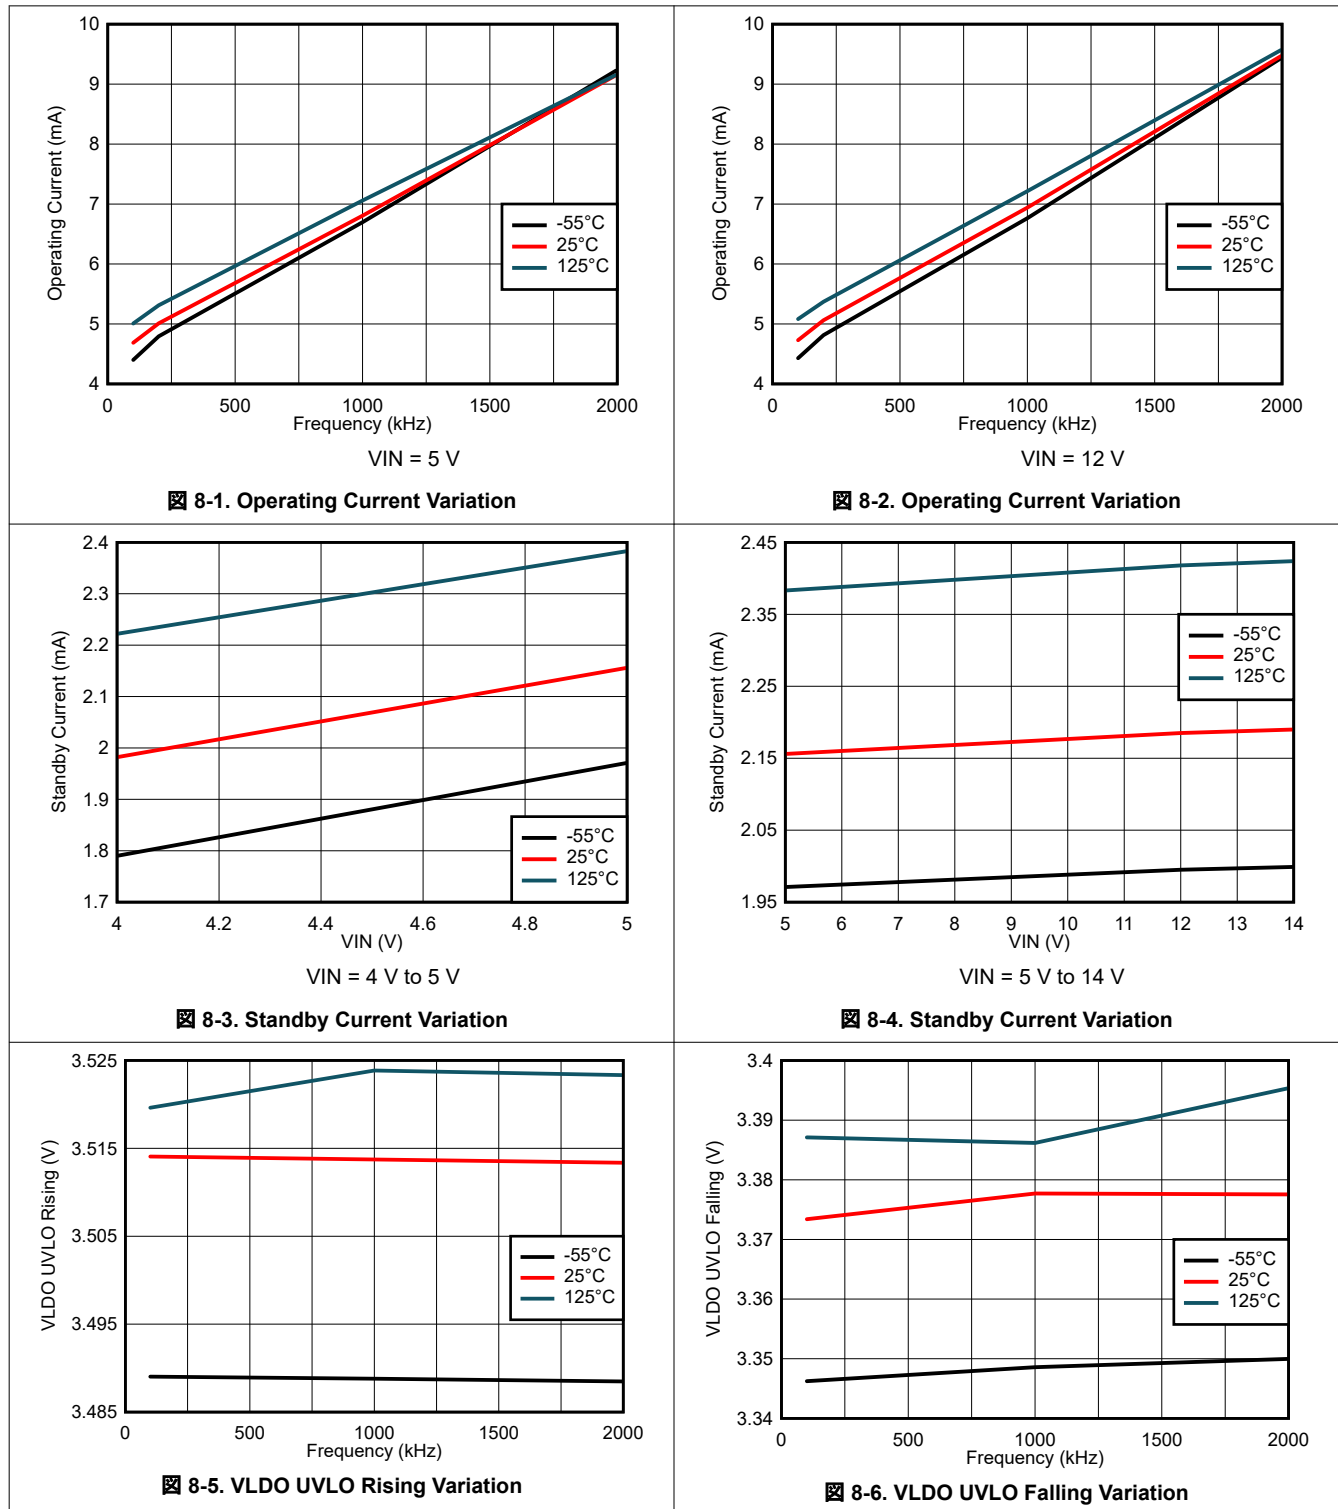 10
9
8
7
6
5
4
Operating Current (mA)
-55°C
25°C
125°C
0 500 1000 1500 2000
Frequency (kHz)
VIN = 5 V
図 8-1. Operating Current Variation
10
9
8
7
6
5
4
Operating Current (mA)
-55°C
25°C
125°C
0 500 1000 1500 2000
Frequency (kHz)
VIN = 12 V
図 8-2. Operating Current Variation
2.4
2.3
2.2
2.1
2
1.9
1.8
1.7
Standby Current (mA)
-55°C
25°C
125°C
4 4.2 4.4 4.6 4.8 5
VIN (V)
VIN = 4 V to 5 V
図 8-3. Standby Current Variation
2.45
2.35
2.25
2.15
2.05
1.95
Standby Current (mA)
-55°C
25°C
125°C
5 6 7 8 9 10 11 12 13 14
VIN (V)
VIN = 5 V to 14 V
図 8-4. Standby Current Variation
3.525
3.515
3.505
3.495
3.485
VLDO UVLO Rising (V)
-55°C
25°C
125°C
0 500 1000 1500 2000
Frequency (kHz)
図 8-5. VLDO UVLO Rising Variation
3.4
3.39
3.38
3.37
3.36
3.35
3.34
VLDO UVLO Falling (V)
-55°C
25°C
125°C
0 500 1000 1500 2000
Frequency (kHz)
図 8-6. VLDO UVLO Falling Variation